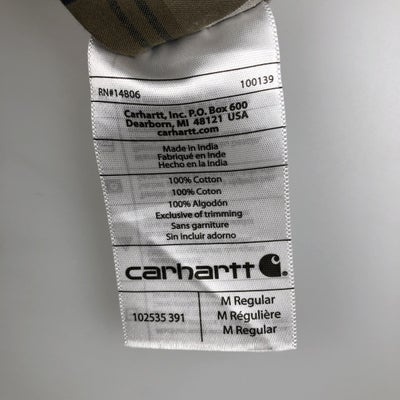 RN#14806 100139
Carhartt, Inc. P.O. Box 600
Dearborn, MI 48121 USA
carhartt.com
Made in India
Fabriqué en Inde
Hecho en la India
100% Cotton
100% Coton
100% Algodón
Exclusive of trimming
Sans garniture
Sin incluir adorno
carhartt
M Regular
102535 391 M Régulière
M Regular